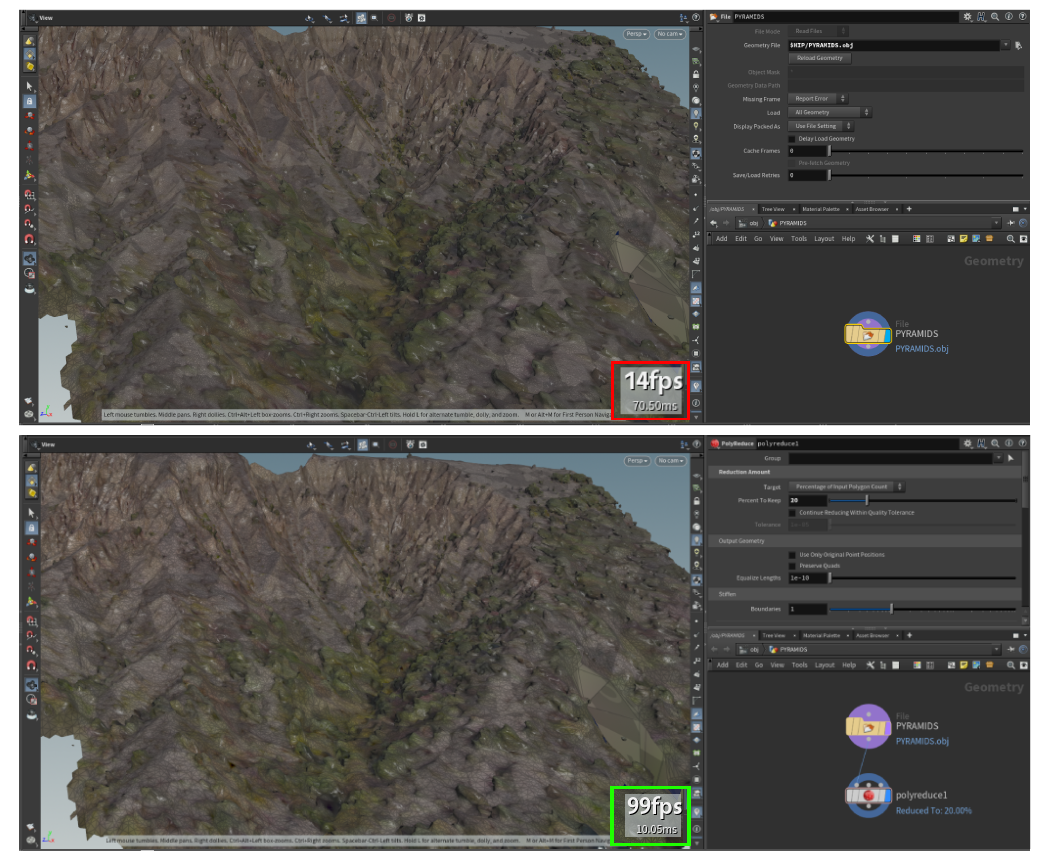 View
Persp
No cam
14fps
70.50ms
Left mouse tumbles. Middle pans. Right dollies. Ctrl+Alt+Left box-zooms. Ctrl+Right zooms. Spacebar-Ctrl-Left tilts. Hold L for alternate tumble, dolly, and zoom. M or Alt+M for First Person Navig
File PYRAMIDS
File Mode Read Files
Geometry File $HIP/PYRAMIDS.obj
Reload Geometry
Object Mask *
Geometry Data Path
Missing Frame Report Error
Load All Geometry
Display Packed As Use File Setting
Delay Load Geometry
Cache Frames 0
Pre-fetch Geometry
Save/Load Retries 0
/obj/PYRAMIDS × Tree View × Material Palette × Asset Browser × +
obj PYRAMIDS
Add Edit Go View Tools Layout Help
Geometry
File
PYRAMIDS
PYRAMIDS.obj
View
Persp
No cam
99fps
10.05ms
Left mouse tumbles. Middle pans. Right dollies. Ctrl+Alt+Left box-zooms. Ctrl+Right zooms. Spacebar-Ctrl-Left tilts. Hold L for alternate tumble, dolly, and zoom. M or Alt+M for First Person Navig
PolyReduce polyreduce1
Group
Reduction Amount
Target Percentage of Input Polygon Count
Percent To Keep 20
Continue Reducing Within Quality Tolerance
Tolerance
Output Geometry
Use Only Original Point Positions
Preserve Quads
Equalize Lengths 1e-10
Stiffen
Boundaries 1
/obj/PYRAMIDS × Tree View × Material Palette × Asset Browser × +
obj PYRAMIDS
Add Edit Go View Tools Layout Help
Geometry
File
PYRAMIDS
PYRAMIDS.obj
polyreduce1
Reduced To: 20.00%